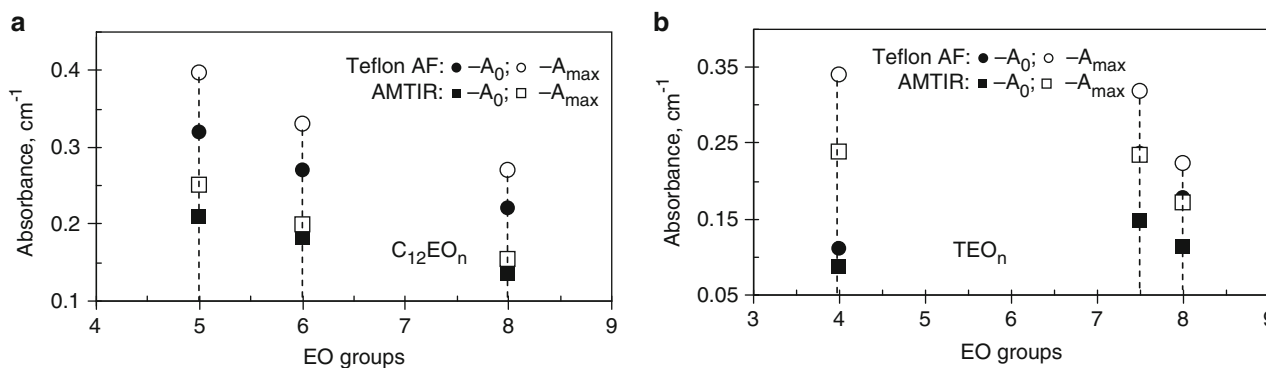 a
Teflon AF: ● –A₀; ○ –Aₘₐₓ
AMTIR: ■ –A₀; □ –Aₘₐₓ
Absorbance, cm⁻¹
0.4
0.3
0.2
0.1
C₁₂EOₙ
4 5 6 7 8 9
EO groups
b
Teflon AF: ● –A₀; ○ –Aₘₐₓ
AMTIR: ■ –A₀; □ –Aₘₐₓ
Absorbance, cm⁻¹
0.35
0.25
0.15
0.05
TEOₙ
3 4 5 6 7 8 9
EO groups